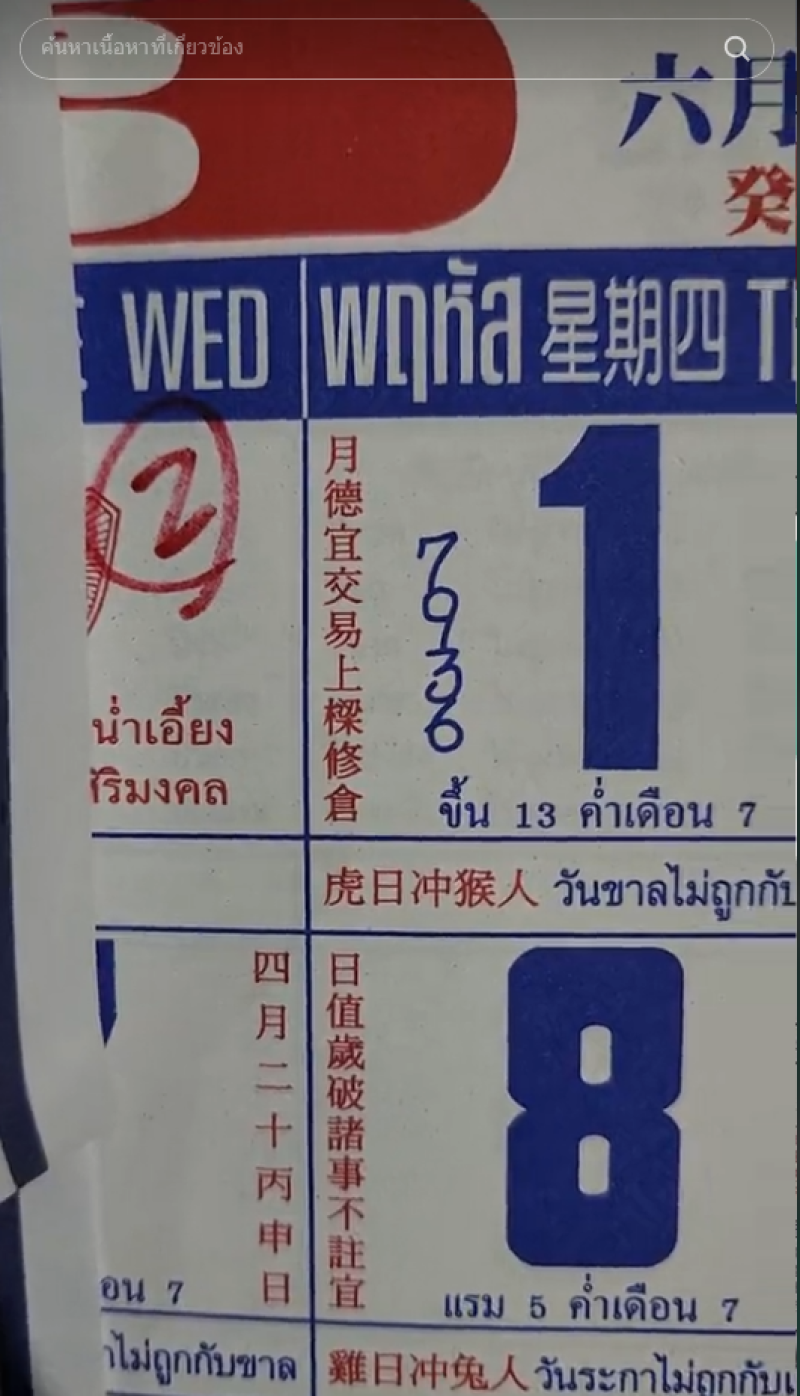 ค้นหาเนื้อหาที่เกี่ยวข้อง
六月
癸
WED
พฤหัส 星期四
2
月德宜交易上樑修倉
7
9
3
6
1
น่ำเอี้ยง
ศิริมงคล
ขึ้น 13 ค่ำเดือน 7
虎日冲猴人 วันขาลไม่ถูกกับ
四月二十丙申日
日值歲破諸事不註宜
8
7
แรม 5 ค่ำเดือน 7
ไม่ถูกกับขาล
雞日冲兔人 วันระกาไม่ถูกกับ